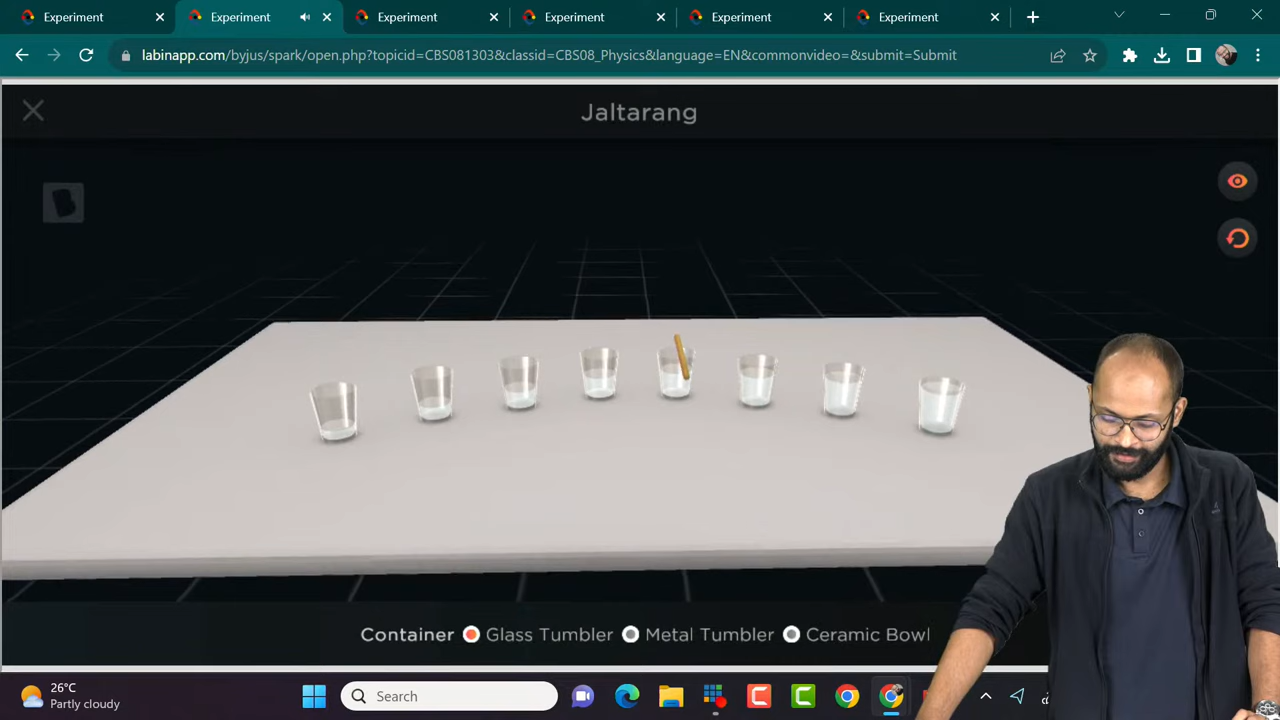 Experiment
Experiment
Experiment
Experiment
Experiment
Experiment
labinapp.com/byjus/spark/open.php?topicid=CBS081303&classid=CBS08_Physics&language=EN&commonvideo=&submit=Submit
Jaltarang
Container Glass Tumbler Metal Tumbler Ceramic Bowl
26°C
Partly cloudy
Search